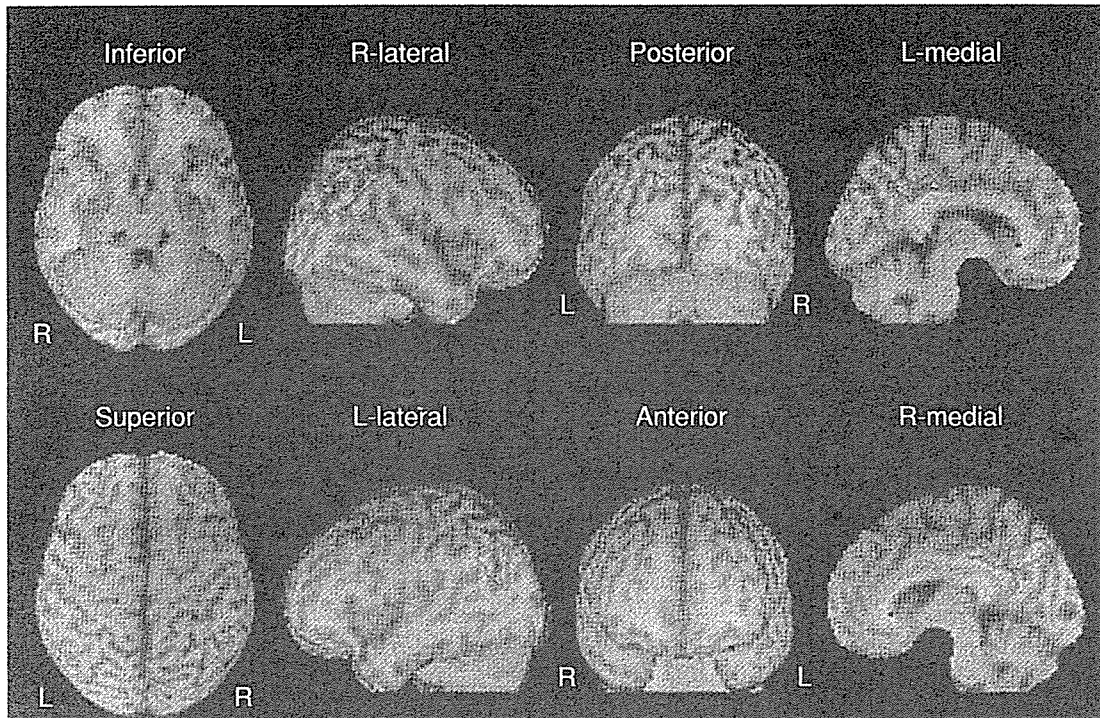 Inferior R-lateral Posterior L-medial
R L L R
Superior L-lateral Anterior R-medial
L R R L